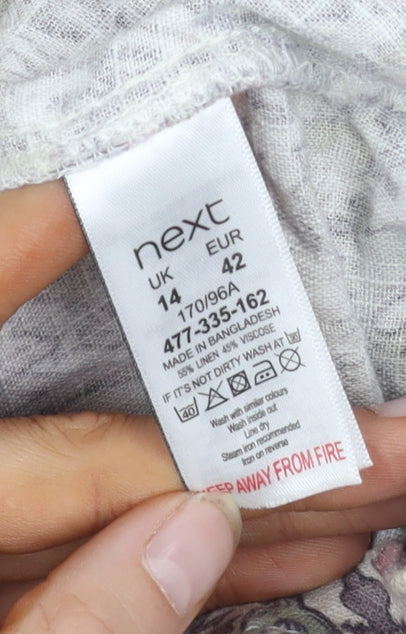 next
UK EUR
14 42
170/96A
477-335-162
MADE IN BANGLADESH
55% LINEN 45% VISCOSE
IF IT'S NOT DIRTY WASH AT 30
40
Wash with similar colours
Wash inside out
Line dry
Steam iron recommended
Iron on reverse
KEEP AWAY FROM FIRE